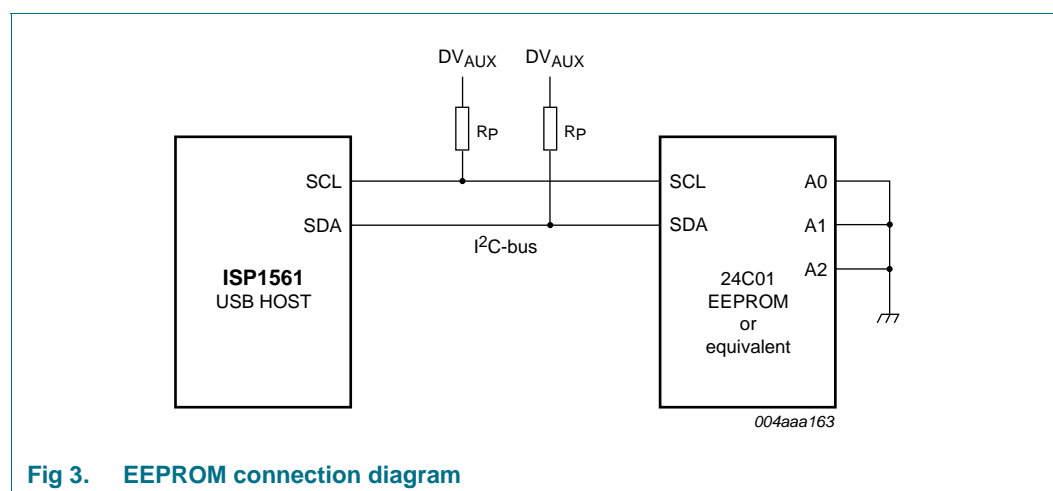 DVAUX DVAUX
RP RP
SCL SCL A0
SDA SDA A1
I2C-bus
A2
ISP1561
USB HOST
24C01
EEPROM
or
equivalent
004aaa163
Fig 3. EEPROM connection diagram